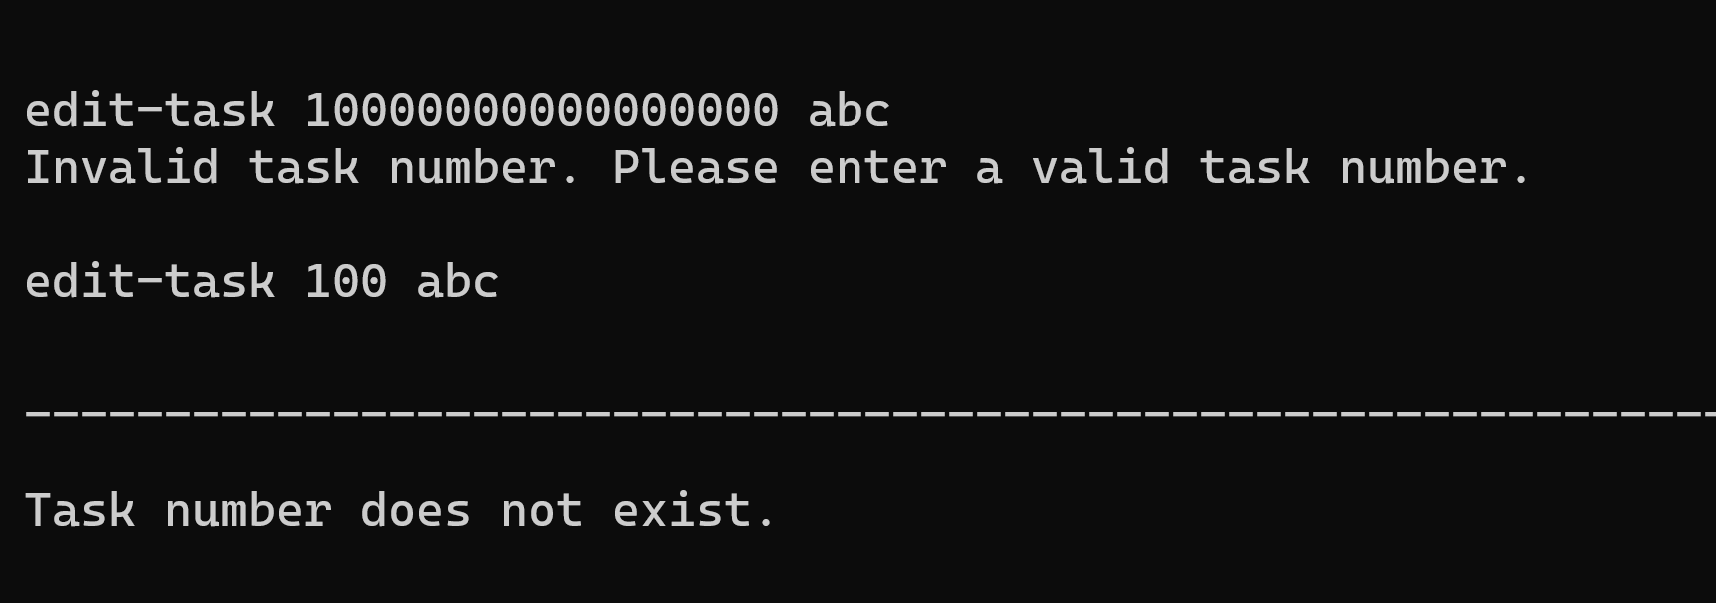 edit-task 10000000000000000 abc
Invalid task number. Please enter a valid task number.
edit-task 100 abc
-------------------------------------------------------------
Task number does not exist.